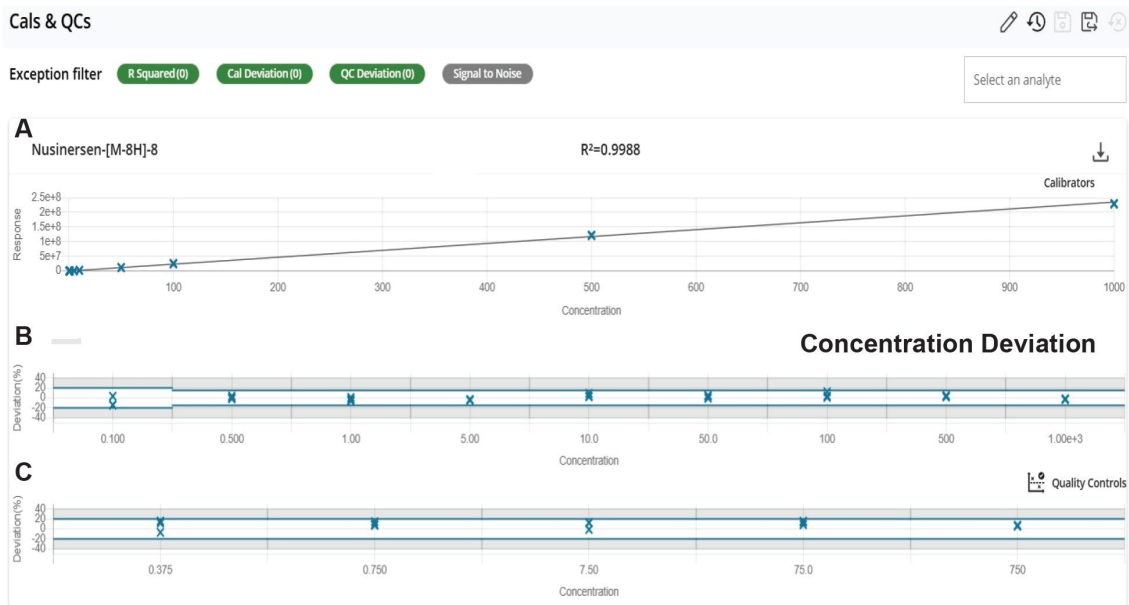 Cals & QCs
Exception filter R Squared (0) Cal Deviation (0) QC Deviation (0) Signal to Noise
Select an analyte
A
Nusinersen-[M-8H]-8 R²=0.9988
Calibrators
Response
2.5e+8
2e+8
1.5e+8
1e+8
5e+7
0
100 200 300 400 500 600 700 800 900 1000
Concentration
B
Concentration Deviation
Deviation(%)
40
20
0
-20
-40
0.100 0.500 1.00 5.00 10.0 50.0 100 500 1.00e+3
Concentration
C
Quality Controls
Deviation(%)
40
20
0
-20
-40
0.375 0.750 7.50 75.0 750
Concentration